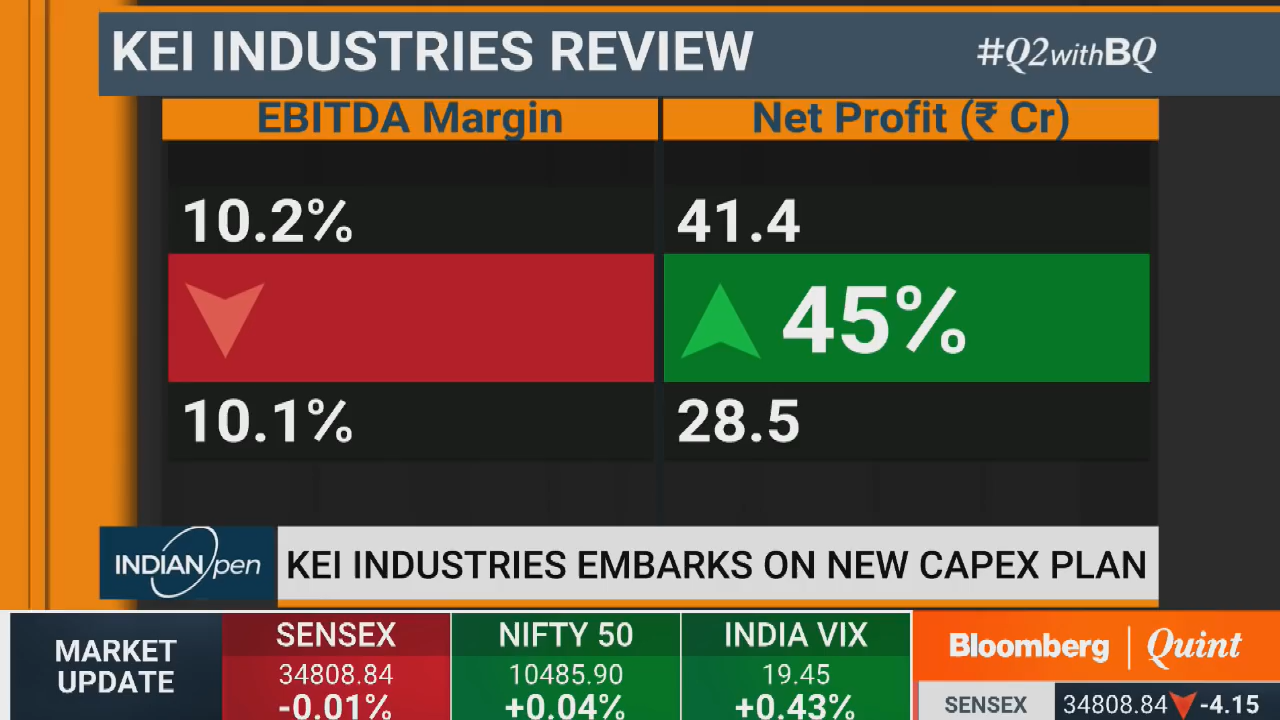 KEI INDUSTRIES REVIEW
#Q2withBQ
EBITDA Margin
Net Profit (₹ Cr)
10.2%
41.4
45%
10.1%
28.5
INDIAN Open
KEI INDUSTRIES EMBARKS ON NEW CAPEX PLAN
MARKET
UPDATE
SENSEX
34808.84
-0.01%
NIFTY 50
10485.90
+0.04%
INDIA VIX
19.45
+0.43%
Bloomberg | Quint
SENSEX 34808.84 -4.15